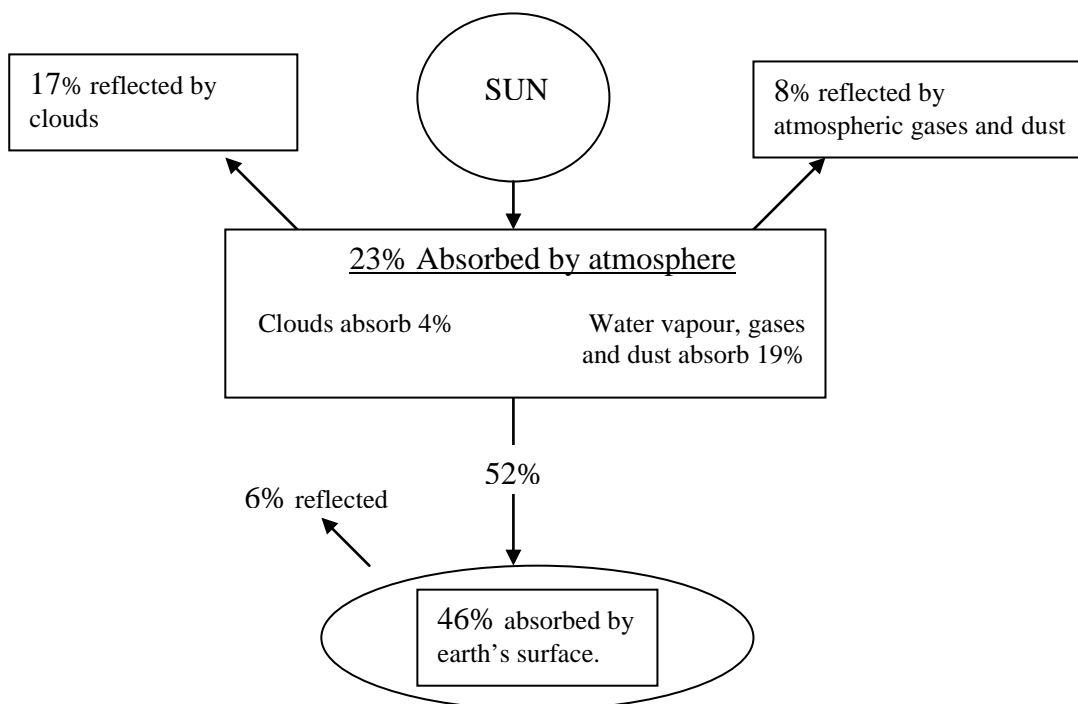 SUN
17% reflected by
clouds
8% reflected by
atmospheric gases and dust
23% Absorbed by atmosphere
Clouds absorb 4%
Water vapour, gases
and dust absorb 19%
52%
6% reflected
46% absorbed by
earth’s surface.